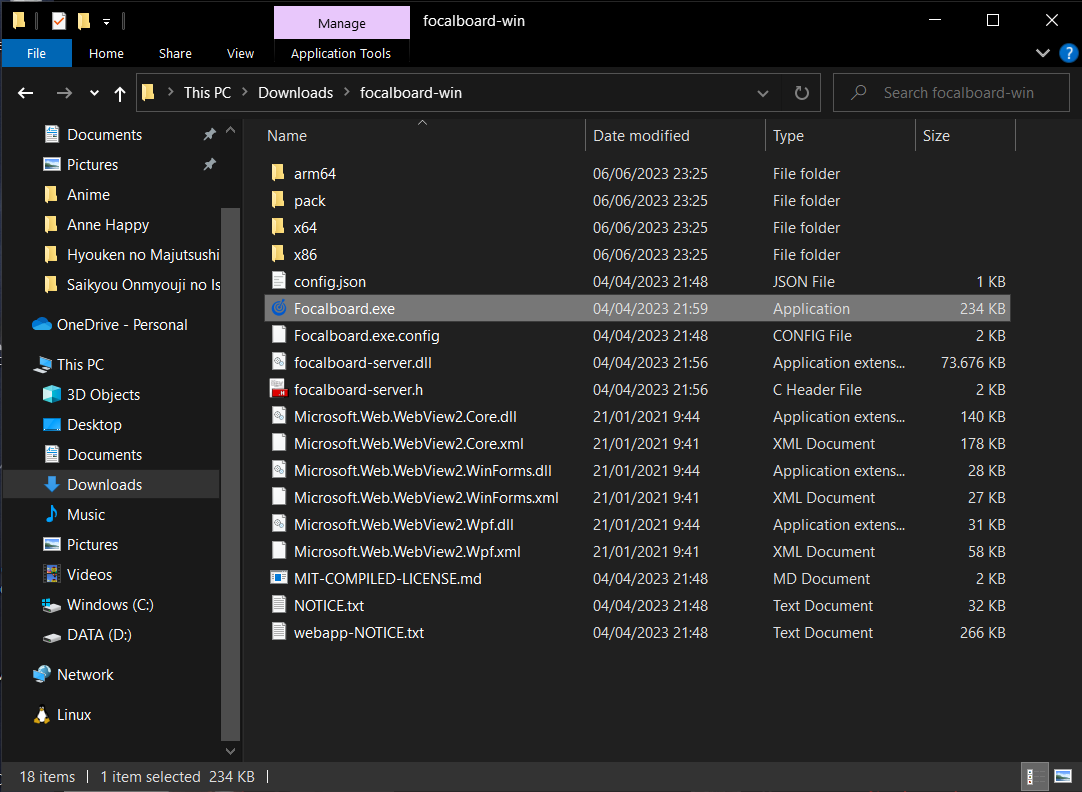 Manage
focalboard-win
File
Home
Share
View
Application Tools
?
This PC
Downloads
focalboard-win
Search focalboard-win
Documents
Pictures
Anime
Anne Happy
Hyouken no Majutsushi
Saikyou Onmyouji no Is
OneDrive - Personal
This PC
3D Objects
Desktop
Documents
Downloads
Music
Pictures
Videos
Windows (C:)
DATA (D:)
Network
Linux
Name Date modified Type Size
arm64 06/06/2023 23:25 File folder
pack 06/06/2023 23:25 File folder
x64 06/06/2023 23:25 File folder
x86 06/06/2023 23:25 File folder
config.json 04/04/2023 21:48 JSON File 1 KB
Focalboard.exe 04/04/2023 21:59 Application 234 KB
Focalboard.exe.config 04/04/2023 21:48 CONFIG File 2 KB
focalboard-server.dll 04/04/2023 21:56 Application extens... 73.676 KB
focalboard-server.h 04/04/2023 21:56 C Header File 2 KB
Microsoft.Web.WebView2.Core.dll 21/01/2021 9:44 Application extens... 140 KB
Microsoft.Web.WebView2.Core.xml 21/01/2021 9:41 XML Document 178 KB
Microsoft.Web.WebView2.WinForms.dll 21/01/2021 9:44 Application extens... 28 KB
Microsoft.Web.WebView2.WinForms.xml 21/01/2021 9:41 XML Document 27 KB
Microsoft.Web.WebView2.Wpf.dll 21/01/2021 9:44 Application extens... 31 KB
Microsoft.Web.WebView2.Wpf.xml 21/01/2021 9:41 XML Document 58 KB
MIT-COMPILED-LICENSE.md 04/04/2023 21:48 MD Document 2 KB
NOTICE.txt 04/04/2023 21:48 Text Document 32 KB
webapp-NOTICE.txt 04/04/2023 21:48 Text Document 266 KB
18 items 1 item selected 234 KB